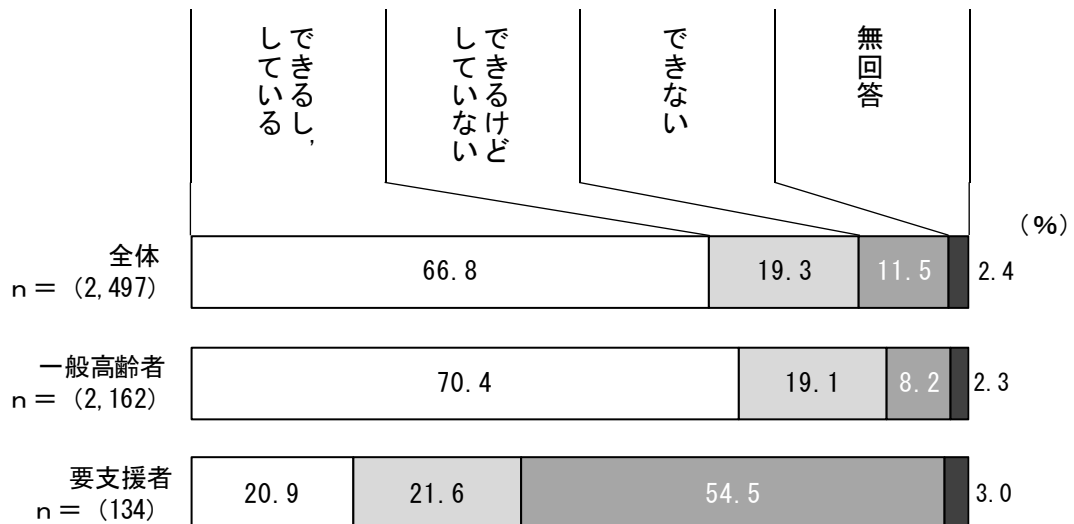 できるし，
している
できるけど
していない
できない
無回答
（％）
全体
ｎ＝（2,497）
66.8
19.3
11.5
2.4
一般高齢者
ｎ＝（2,162）
70.4
19.1
8.2
2.3
要支援者
ｎ＝（134）
20.9
21.6
54.5
3.0